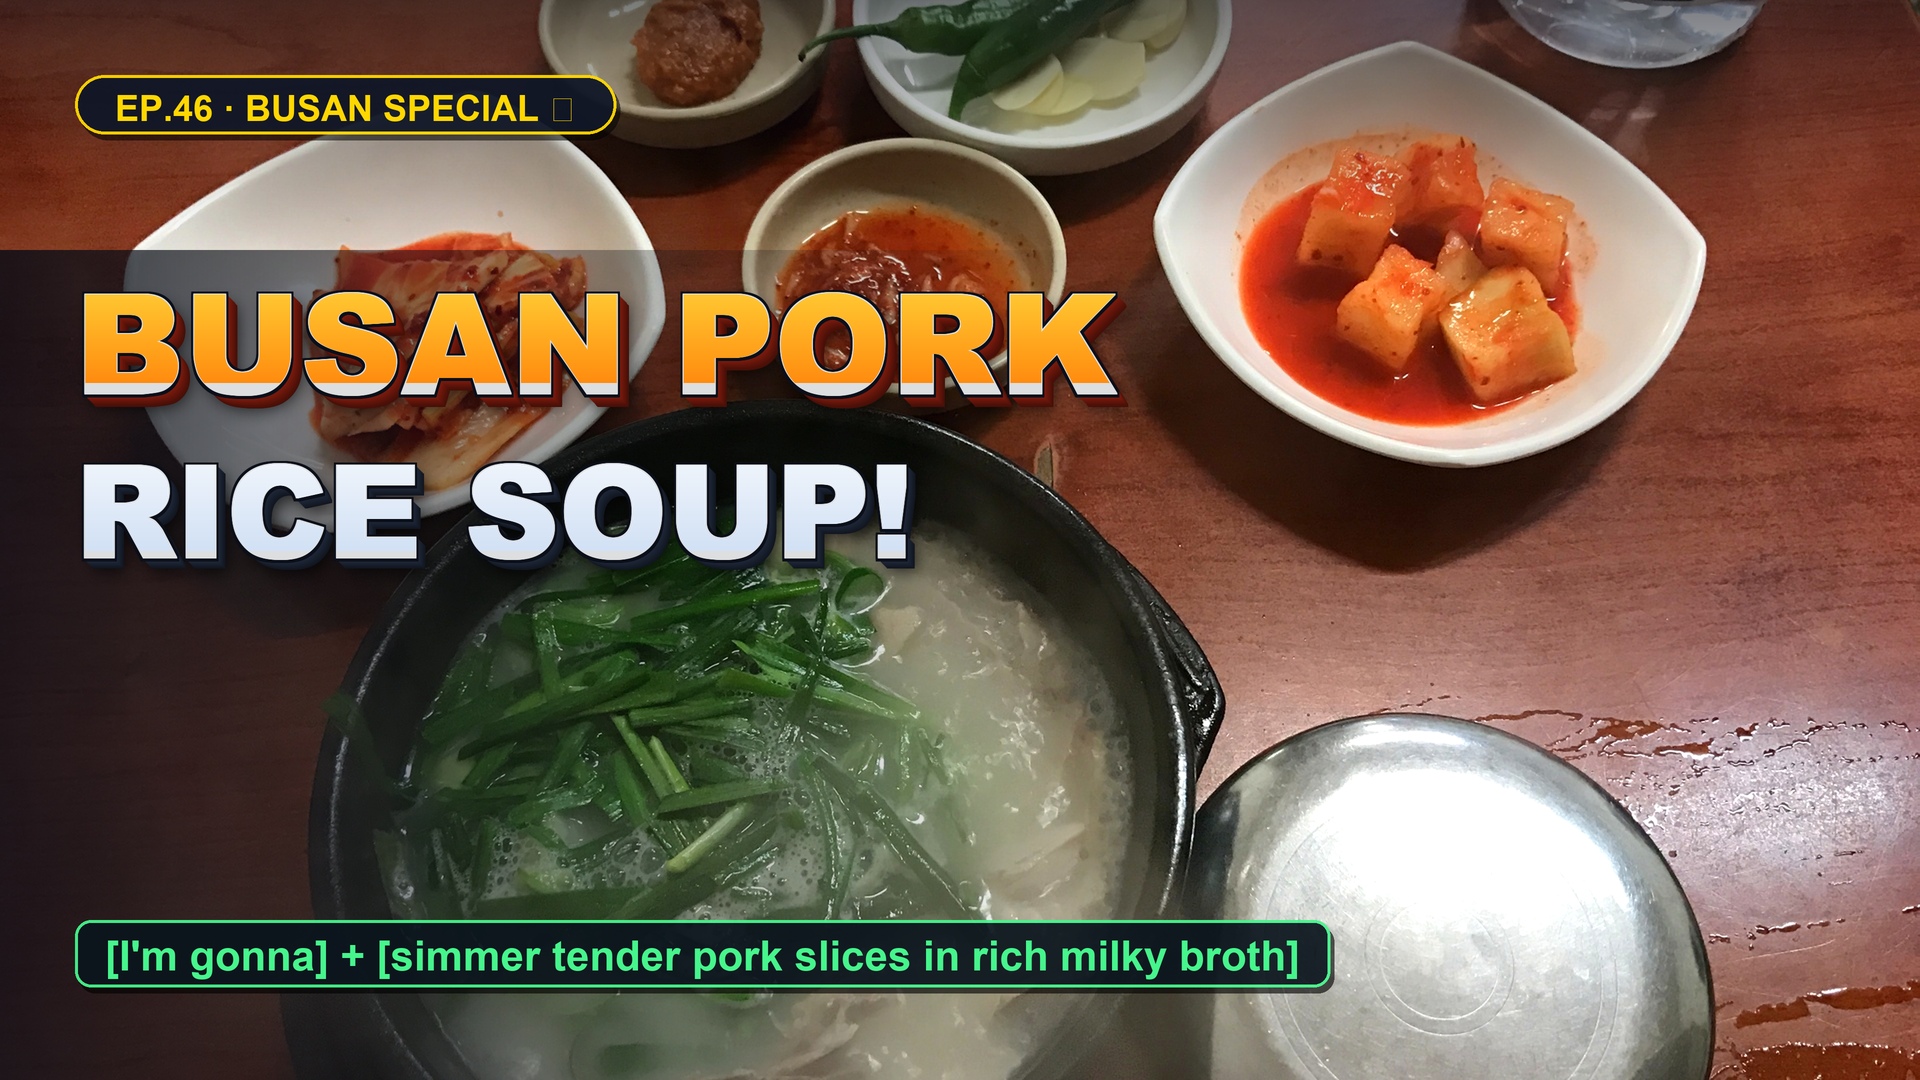 EP.46 · BUSAN SPECIAL
BUSAN PORK
RICE SOUP!
[I'm gonna] + [simmer tender pork slices in rich milky broth]